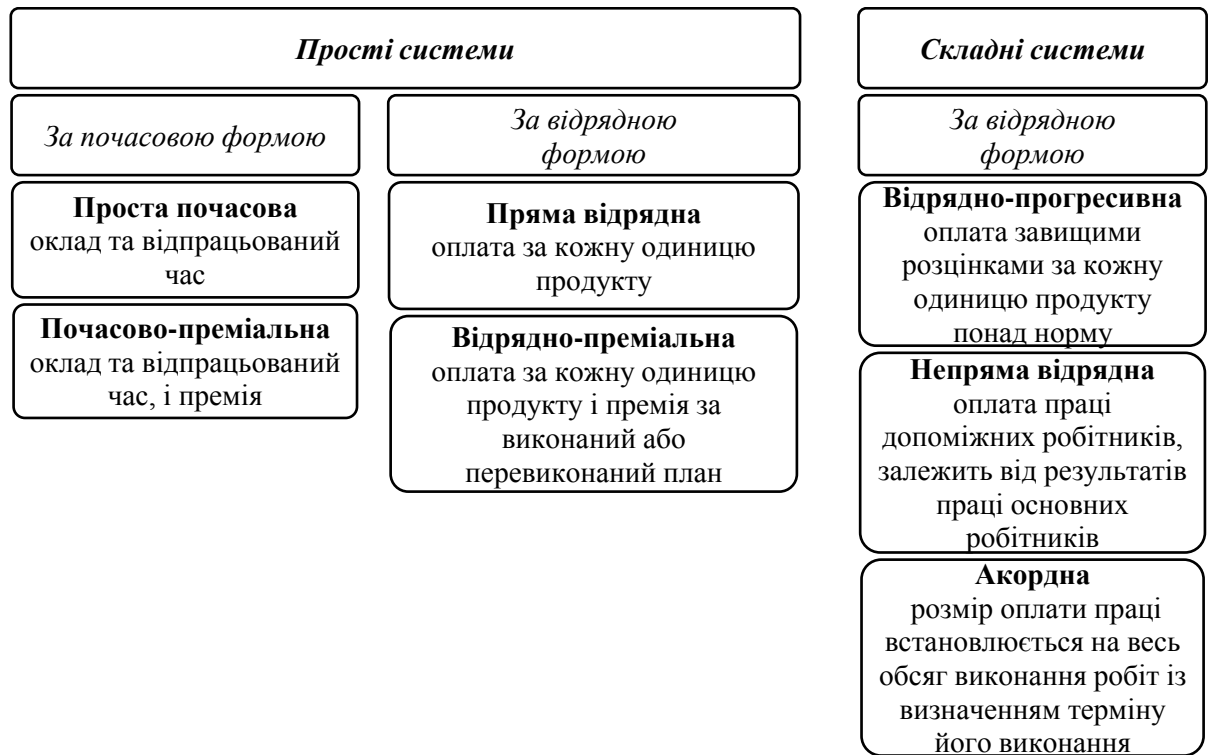 Прості системи
За почасовою формою
Проста почасова
оклад та відпрацьований
час
Почасово-преміальна
оклад та відпрацьований
час, і премія
За відрядною
формою
Пряма відрядна
оплата за кожну одиницю
продукту
Відрядно-преміальна
оплата за кожну одиницю
продукту і премія за
виконаний або
перевиконаний план
Складні системи
За відрядною
формою
Відрядно-прогресивна
оплата завищими
розцінками за кожну
одиницю продукту
понад норму
Непряма відрядна
оплата праці
допоміжних робітників,
залежить від результатів
праці основних
робітників
Акордна
розмір оплати праці
встановлюється на весь
обсяг виконання робіт із
визначенням терміну
його виконання